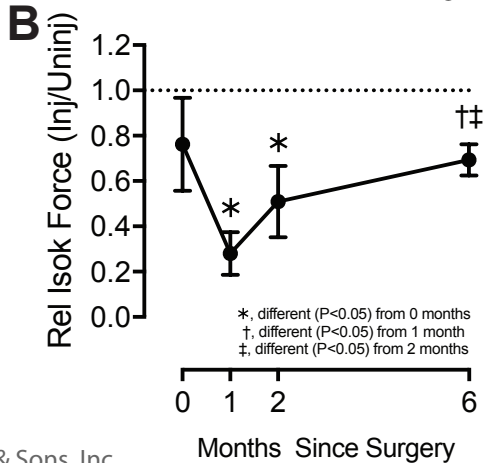 B
Rel Isok Force (Inj/Uninj)
1.2
1.0
0.8
0.6
0.4
0.2
0.0
*
*
†‡
*, different (P<0.05) from 0 months
†, different (P<0.05) from 1 month
‡, different (P<0.05) from 2 months
0 1 2 6
Months Since Surgery
& Sons, Inc